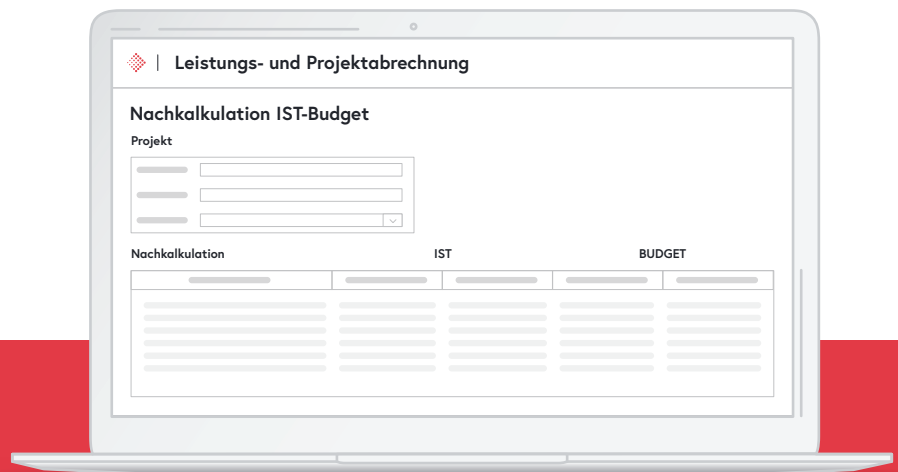 Leistungs- und Projektabrechnung
Nachkalkulation IST-Budget
Projekt
Nachkalkulation IST BUDGET